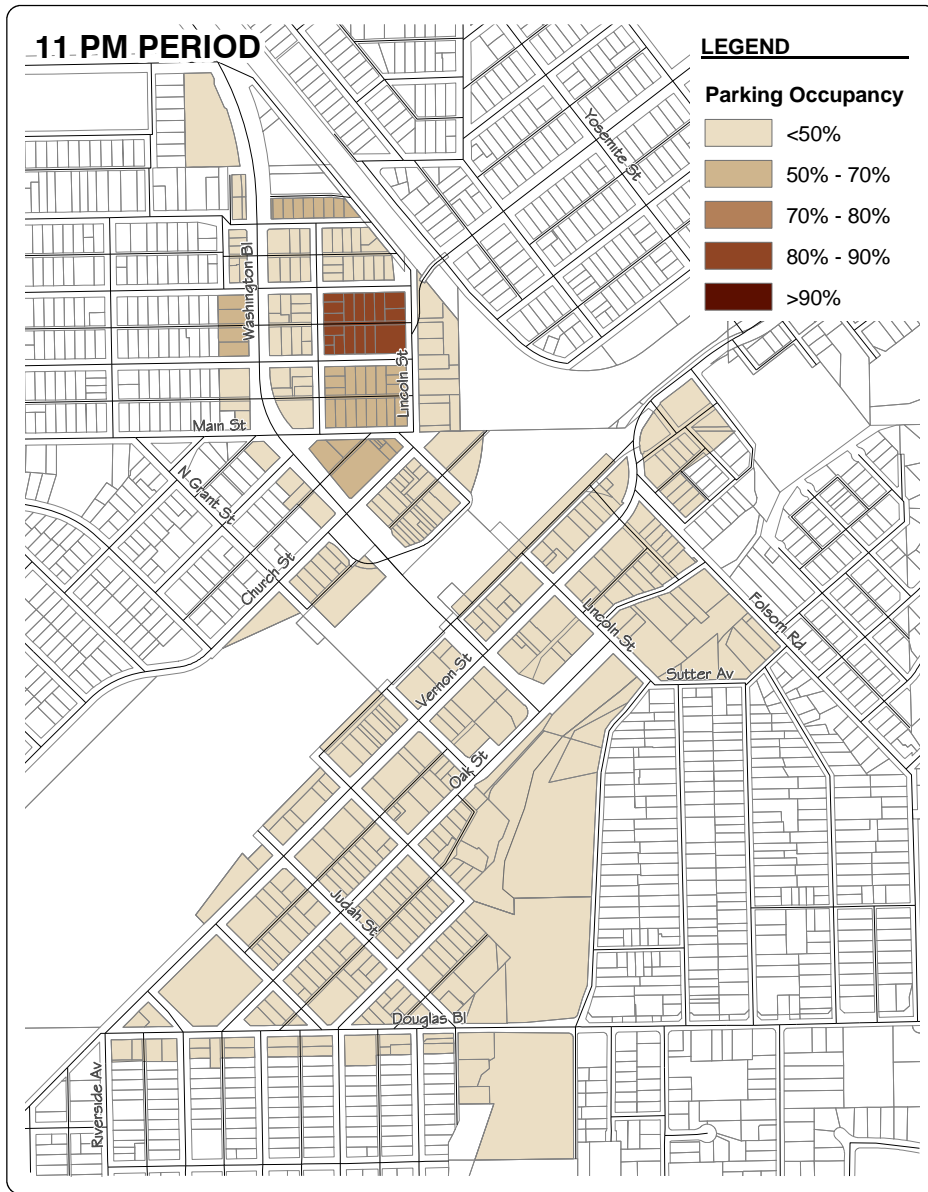 11 PM PERIOD
LEGEND
Parking Occupancy
<50%
50% - 70%
70% - 80%
80% - 90%
>90%
Yosemite St
Washington Bl
Lincoln St
Main St
N Grant St
Church St
Lincoln St
Folsom Rd
Sutter Av
Vernon St
Oak St
Judah St
Douglas Bl
Riverside Av